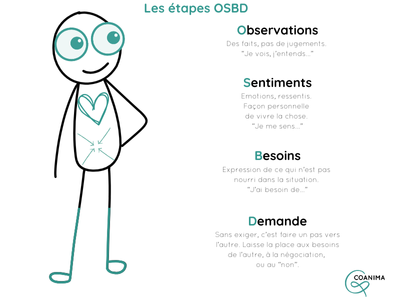 Les étapes OSBD
Observations
Des faits, pas de jugements.
"Je vois, j'entends..."
Sentiments
Emotions, ressentis.
Façon personnelle
de vivre la chose
"Je me sens..."
Besoins
Expression de ce qui n'est pas
nourri dans la situation.
"J'ai besoin de..."
Demande
Sans exiger, c'est faire un pas vers
l'autre. Laisse la place aux besoins
de l'autre, à la négociation,
ou au "non".
COANIMA